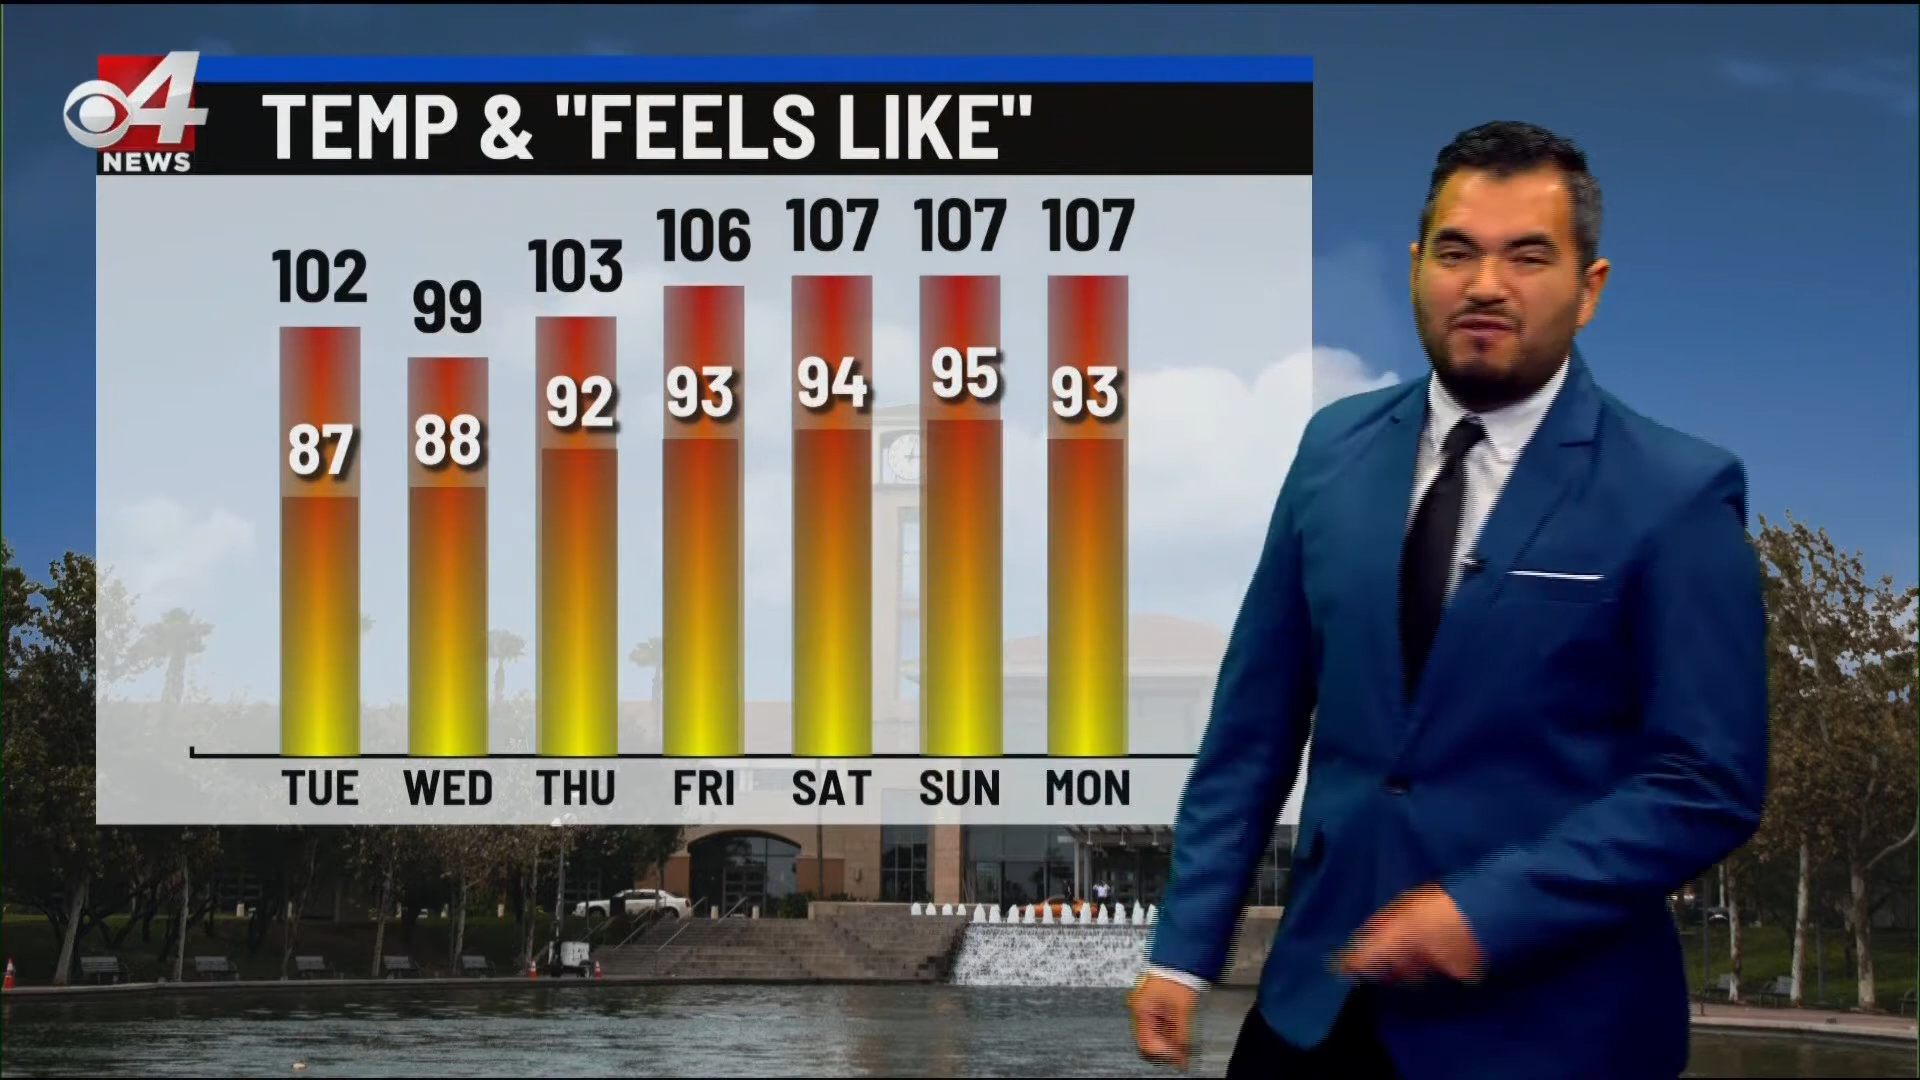 4
NEWS
TEMP & "FEELS LIKE"
102 99 103 106 107 107 107
87 88 92 93 94 95 93
TUE WED THU FRI SAT SUN MON